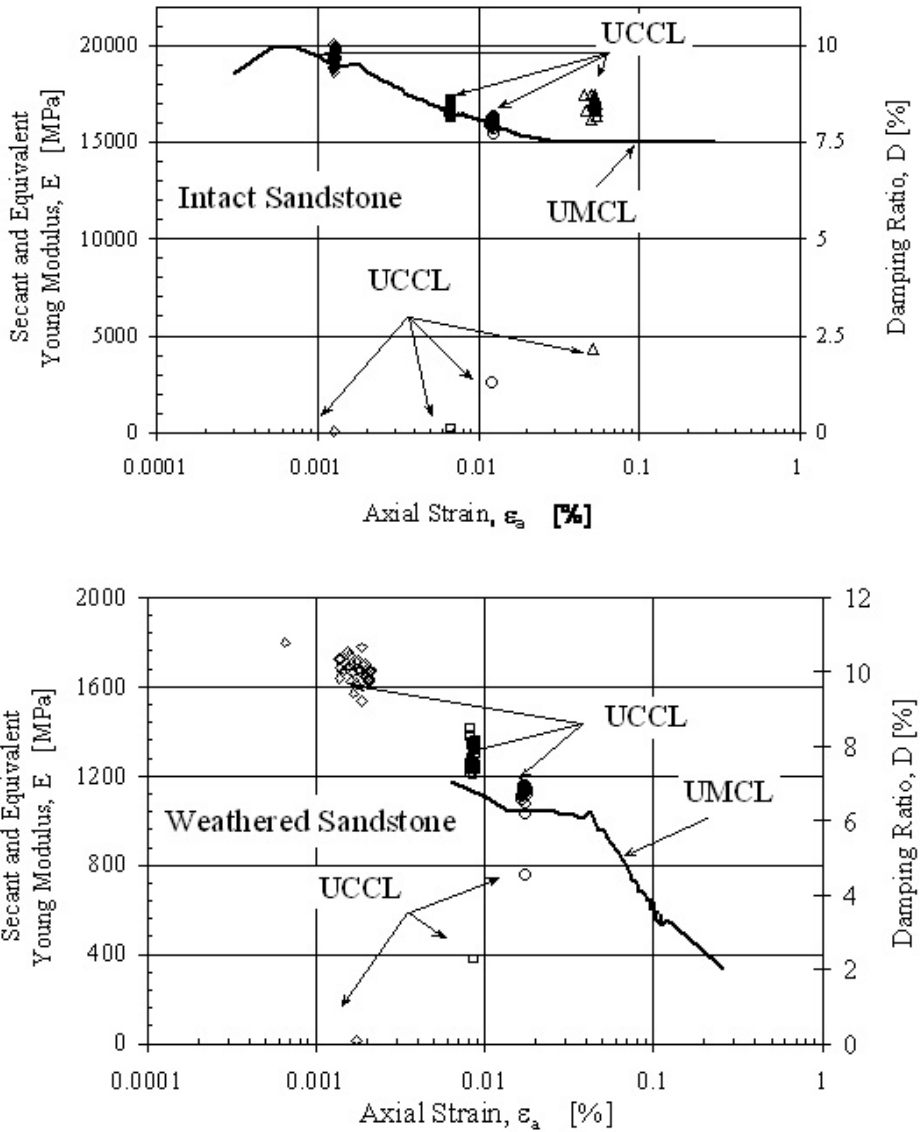 UCCL
20000
15000
10000
5000
0
10
7.5
5
2.5
0
Secant and Equivalent
Young Modulus, E [MPa]
Damping Ratio, D [%]
Intact Sandstone
UMCL
UCCL
0.0001 0.001 0.01 0.1 1
Axial Strain, εa [%]
2000
1600
1200
800
400
0
12
10
8
6
4
2
0
Secant and Equivalent
Young Modulus, E [MPa]
Damping Ratio, D [%]
UCCL
UMCL
Weathered Sandstone
UCCL
0.0001 0.001 0.01 0.1 1
Axial Strain, εa [%]